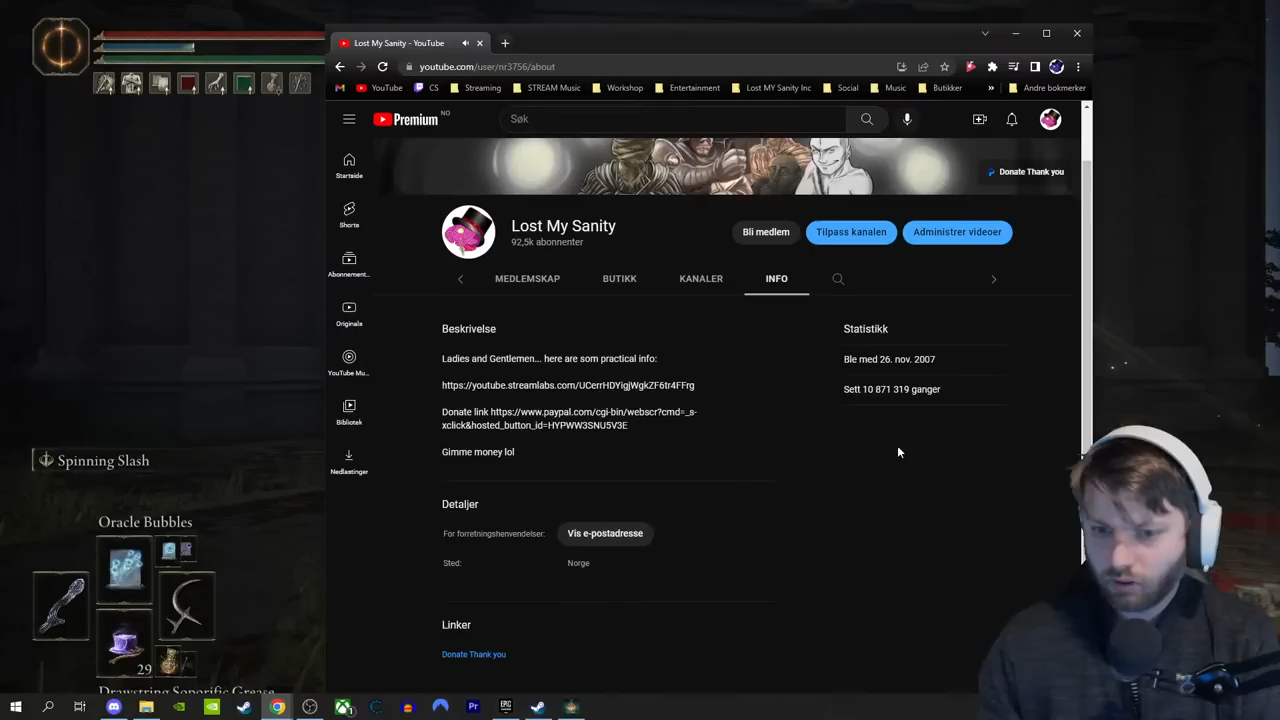 Lost My Sanity - YouTube
youtube.com/user/nr3756/about
YouTube CS Streaming STREAM Music Workshop Entertainment Lost MY Sanity Inc Social Music Butikker » Andre bokmerker
Premium NO
Søk
Startside
Shorts
Abonnement...
Originals
YouTube Mu...
Bibliotek
Nedlastinger
Donate Thank you
Lost My Sanity
92,5k abonnenter
Bli medlem
Tilpass kanalen
Administrer videoer
MEDLEMSKAP BUTIKK KANALER INFO
Beskrivelse
Ladies and Gentlemen... here are som practical info:
https://youtube.streamlabs.com/UCerrHDYigjWgkZF6tr4FFrg
Donate link https://www.paypal.com/cgi-bin/webscr?cmd=_s-
xclick&hosted_button_id=HYPWW3SNU5V3E
Gimme money lol
Detaljer
For forretningshenvendelser: Vis e-postadresse
Sted: Norge
Linker
Donate Thank you
Statistikk
Ble med 26. nov. 2007
Sett 10 871 319 ganger
Spinning Slash
Oracle Bubbles
29
Drawstring Soporific Grease